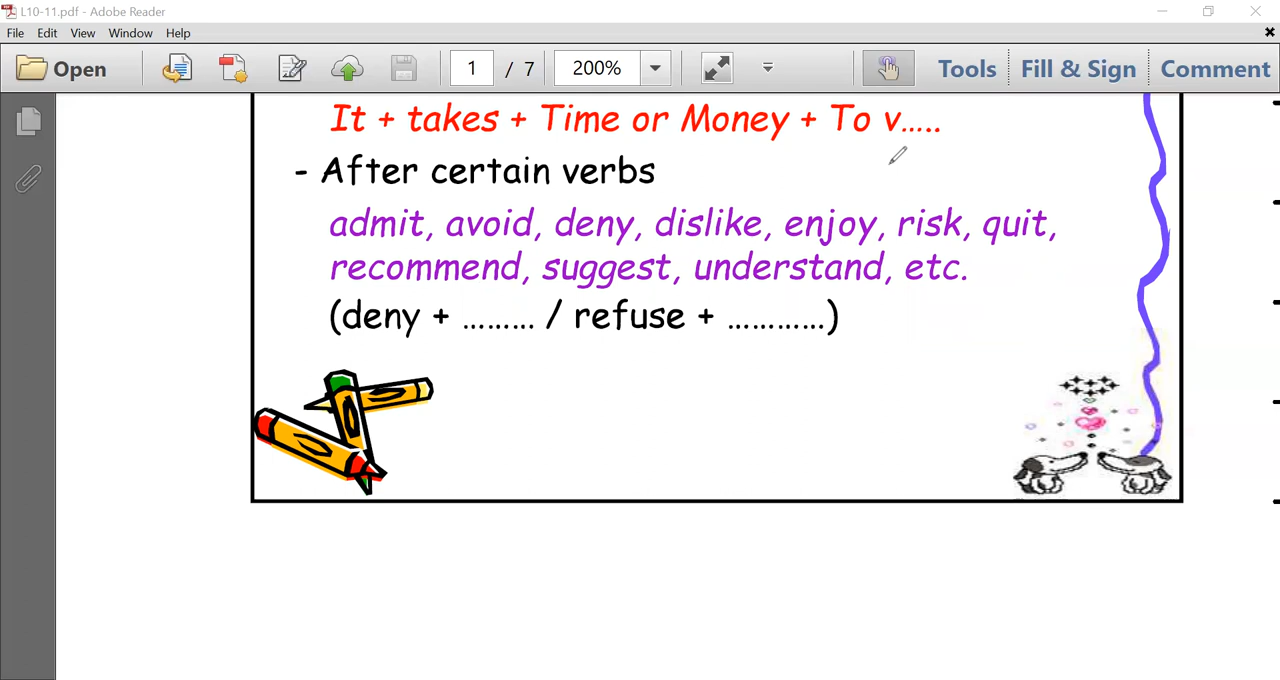 L10-11.pdf - Adobe Reader
File Edit View Window Help
Open 1 / 7 200% Tools Fill & Sign Comment
It + takes + Time or Money + To v.....
- After certain verbs
admit, avoid, deny, dislike, enjoy, risk, quit,
recommend, suggest, understand, etc.
(deny + ……… / refuse + …………)